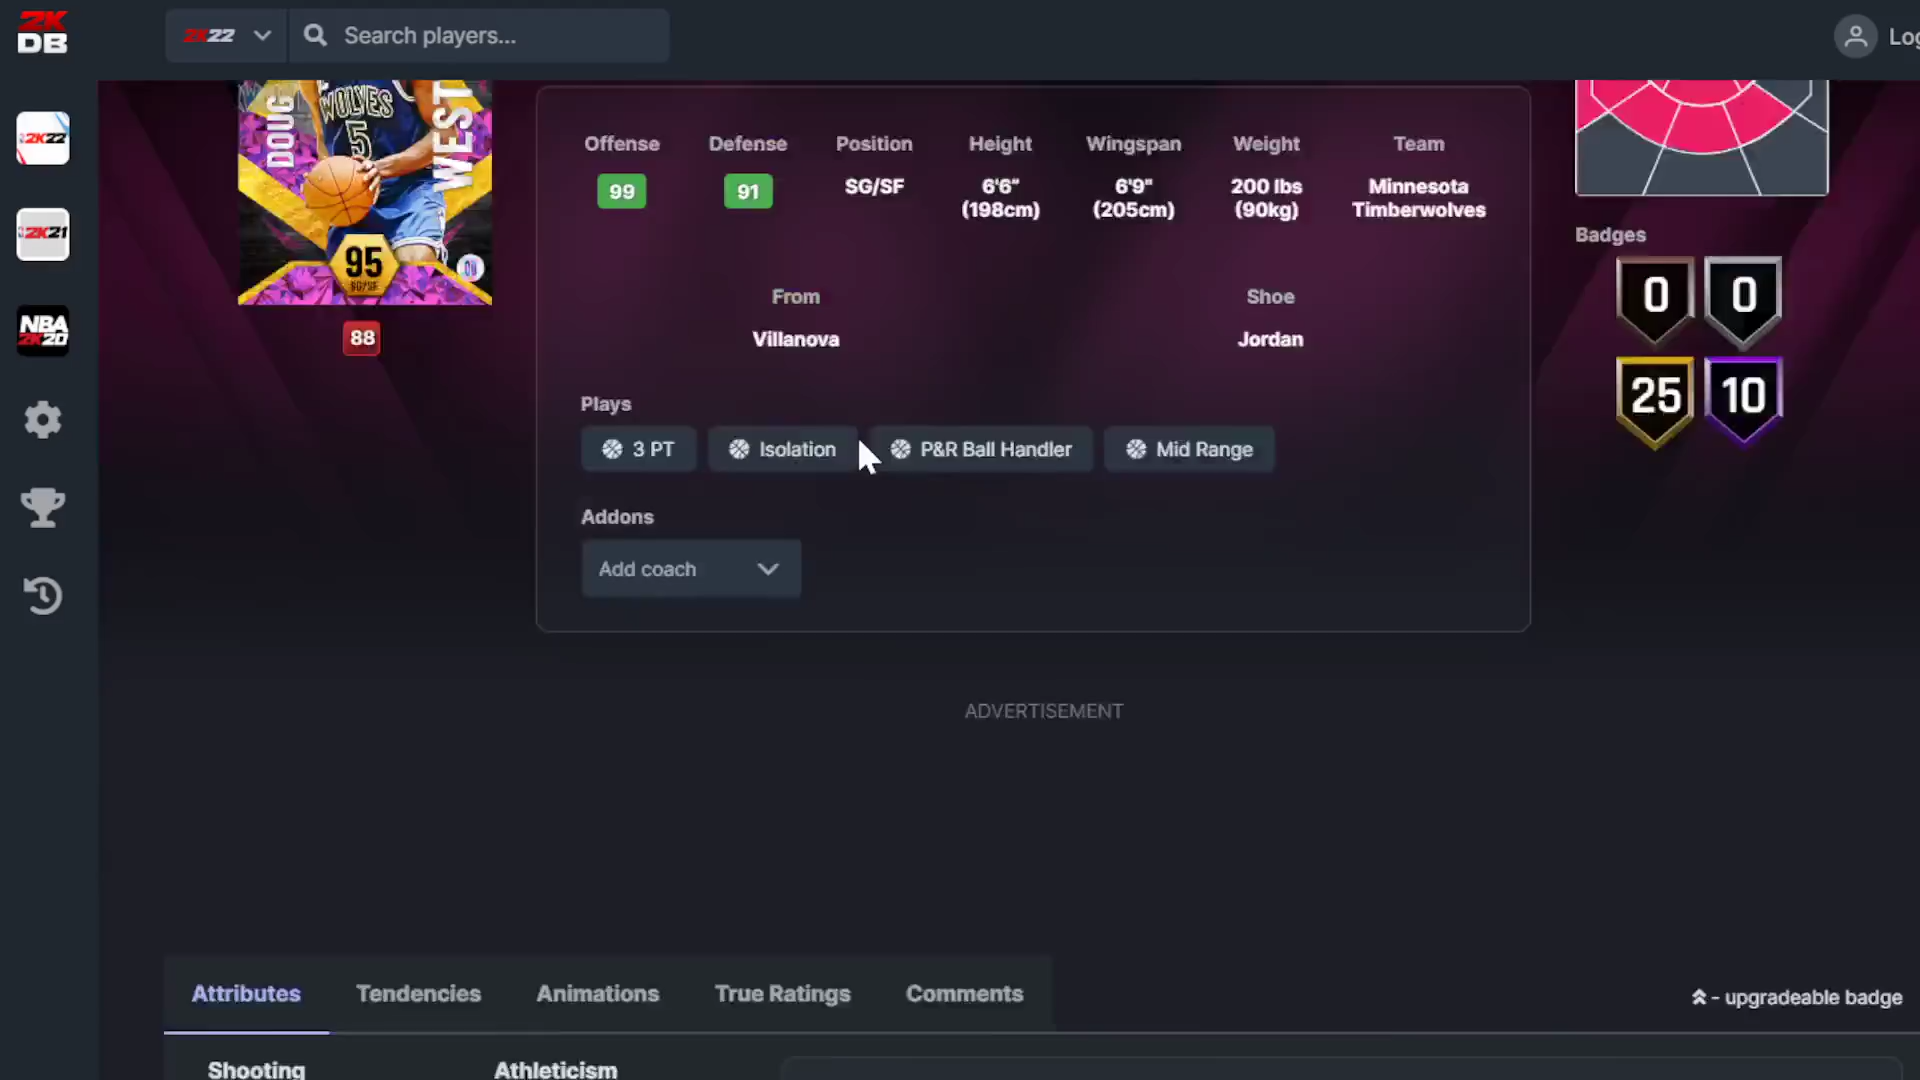 2K
DB
2K22
Search players...
Log
2K22
2K21
NBA
2K20
DOUG
WEST
WOLVES
5
95
SG/SF
88
Offense
Defense
Position
Height
Wingspan
Weight
Team
99
91
SG/SF
6'6"
(198cm)
6'9"
(205cm)
200 lbs
(90kg)
Minnesota
Timberwolves
From
Shoe
Villanova
Jordan
Plays
3 PT
Isolation
P&R Ball Handler
Mid Range
Addons
Add coach
Badges
0
0
25
10
ADVERTISEMENT
Attributes
Tendencies
Animations
True Ratings
Comments
- upgradeable badge
Shooting
Athleticism